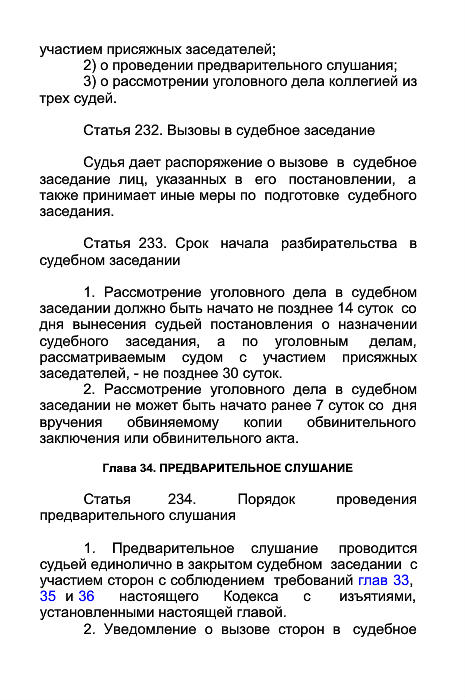 участием присяжных заседателей;
2) о проведении предварительного слушания;
3) о рассмотрении уголовного дела коллегией из
трех судей.
Статья 232. Вызовы в судебное заседание
Судья дает распоряжение о вызове в судебное
заседание лиц, указанных в его постановлении, а
также принимает иные меры по подготовке судебного
заседания.
Статья 233. Срок начала разбирательства в
судебном заседании
1. Рассмотрение уголовного дела в судебном
заседании должно быть начато не позднее 14 суток со
дня вынесения судьей постановления о назначении
судебного заседания, а по уголовным делам,
рассматриваемым судом с участием присяжных
заседателей, - не позднее 30 суток.
2. Рассмотрение уголовного дела в судебном
заседании не может быть начато ранее 7 суток со дня
вручения обвиняемому копии обвинительного
заключения или обвинительного акта.
Глава 34. ПРЕДВАРИТЕЛЬНОЕ СЛУШАНИЕ
Статья 234. Порядок проведения
предварительного слушания
1. Предварительное слушание проводится
судьей единолично в закрытом судебном заседании с
участием сторон с соблюдением требований глав 33,
35 и 36 настоящего Кодекса с изъятиями,
установленными настоящей главой.
2. Уведомление о вызове сторон в судебное